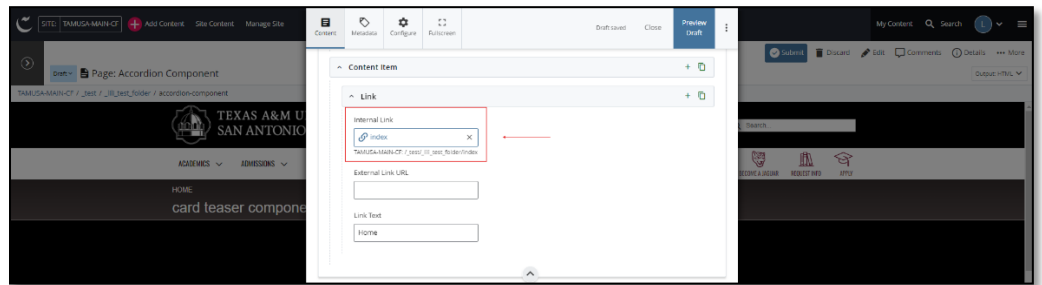 SITE: TAMUSA-MAIN-CF Add Content Site Content Manage Site
Content Metadata Configure Fullscreen Draft saved Close Preview Draft
My Content Search L
Submit Discard Edit Comments Details More
Draft Page: Accordion Component
Output: HTML
TAMUSA-MAIN-CF / _test / _lil_test_folder / accordion-component
Content Item
Link
Internal Link
index
TAMUSA-MAIN-CF: /_test/_lil_test_folder/index
External Link URL
Link Text
Home
TEXAS A&M U
SAN ANTONIO
Search...
ACADEMICS ADMISSIONS
BECOME A JAGUAR REQUEST INFO APPLY
HOME
card teaser compone